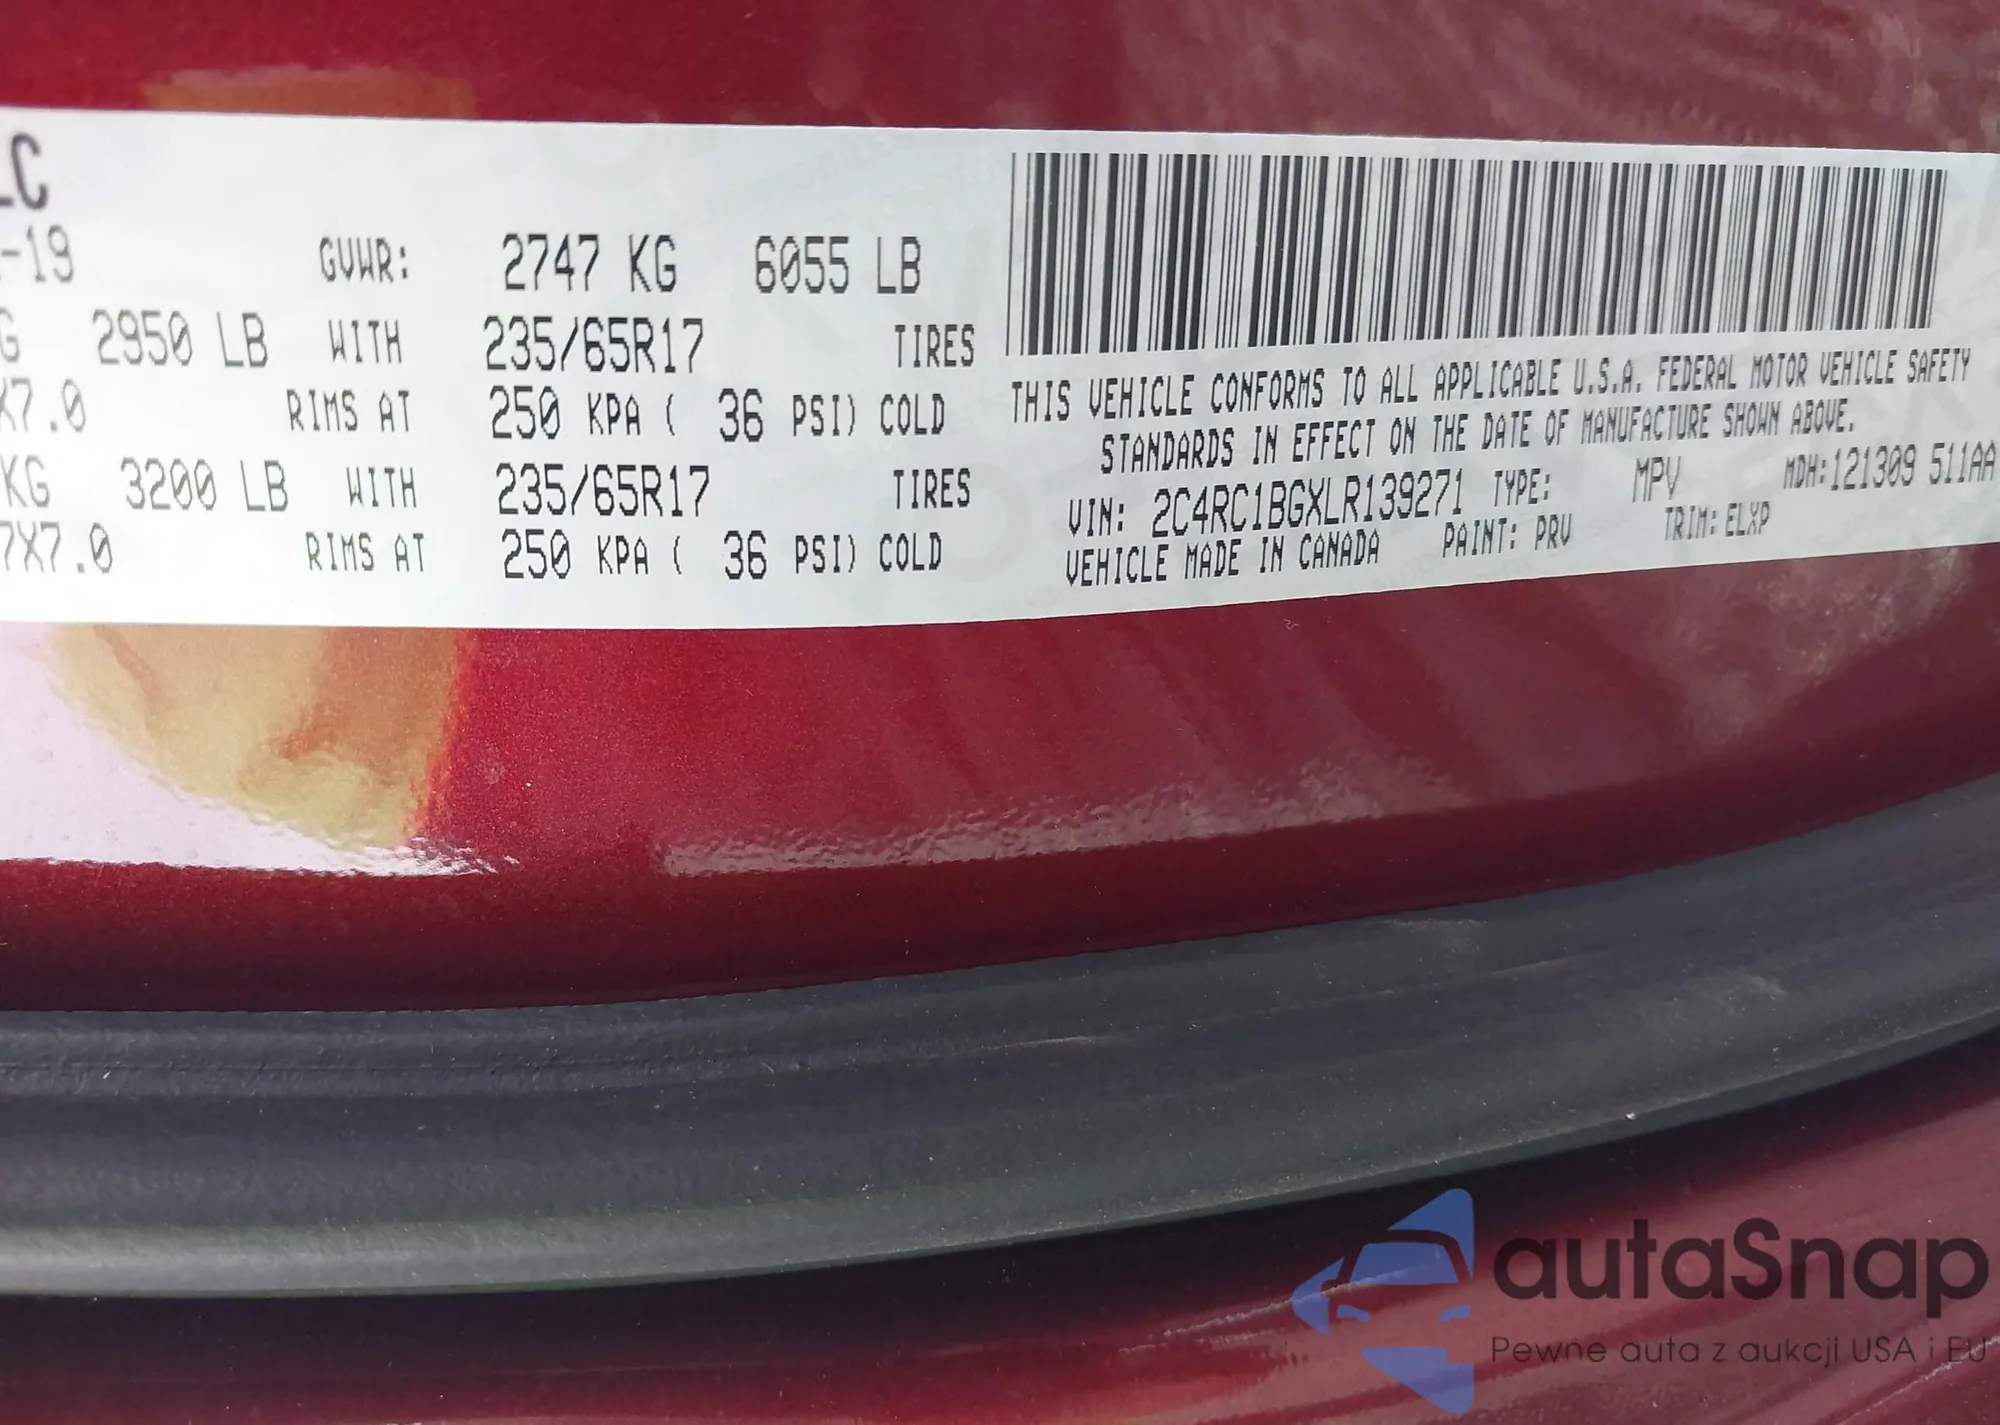 LC
-19 GVWR: 2747 KG 6055 LB
G 2950 LB WITH 235/65R17 TIRES
X7.0 RIMS AT 250 KPA ( 36 PSI) COLD
KG 3200 LB WITH 235/65R17 TIRES
7X7.0 RIMS AT 250 KPA ( 36 PSI) COLD
THIS VEHICLE CONFORMS TO ALL APPLICABLE U.S.A. FEDERAL MOTOR VEHICLE SAFETY
STANDARDS IN EFFECT ON THE DATE OF MANUFACTURE SHOWN ABOVE.
VIN: 2C4RC1BGXLR139271 TYPE: MPV MDH:121309 511AA
VEHICLE MADE IN CANADA PAINT: PRV TRIM: ELXP
autaSnap
Pewne auta z aukcji USA i EU